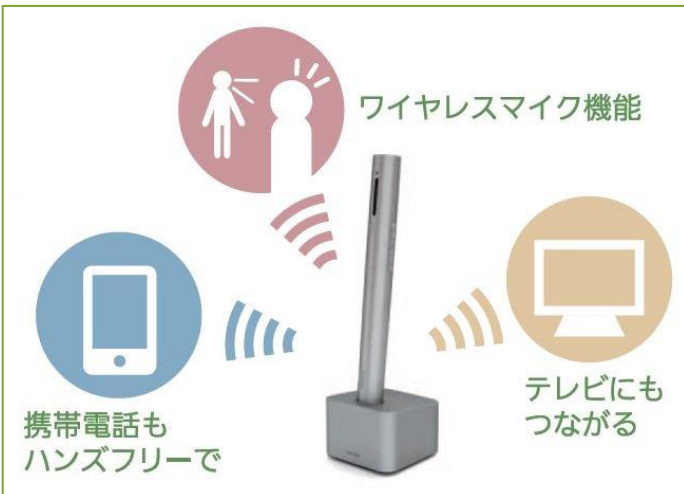 ワイヤレスマイク機能
テレビにも
つながる
携帯電話も
ハンズフリーで